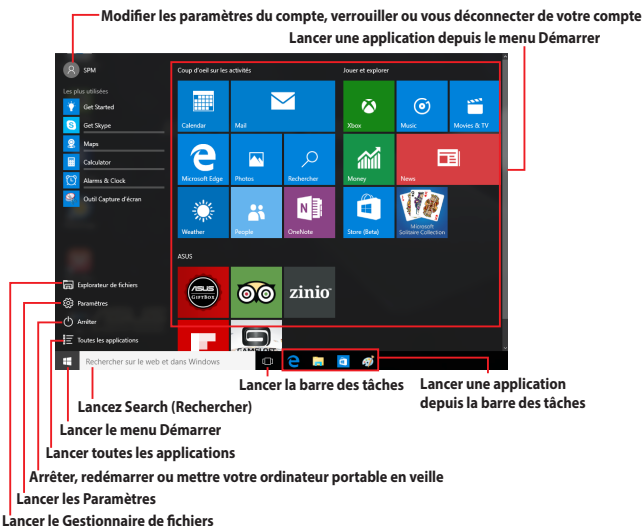 Modifier les paramètres du compte, verrouiller ou vous déconnecter de votre compte
Lancer une application depuis le menu Démarrer
SPM
Coup d'oeil sur les activités
Jouer et explorer
Les plus utilisées
Get Started
Get Skype
Maps
Calculator
Alarms & Clock
Outil Capture d'écran
Calendar
Mail
Xbox
Music
Movies & TV
Microsoft Edge
Photos
Rechercher
Money
News
Weather
People
OneNote
Store (Beta)
Microsoft
Solitaire Collection
ASUS
ASUS
GIFTBOX
zinio
GAMELOFT
Explorateur de fichiers
Paramètres
Arrêter
Toutes les applications
Rechercher sur le web et dans Windows
Lancer la barre des tâches
Lancer une application
depuis la barre des tâches
Lancez Search (Rechercher)
Lancer le menu Démarrer
Lancer toutes les applications
Arrêter, redémarrer ou mettre votre ordinateur portable en veille
Lancer les Paramètres
Lancer le Gestionnaire de fichiers